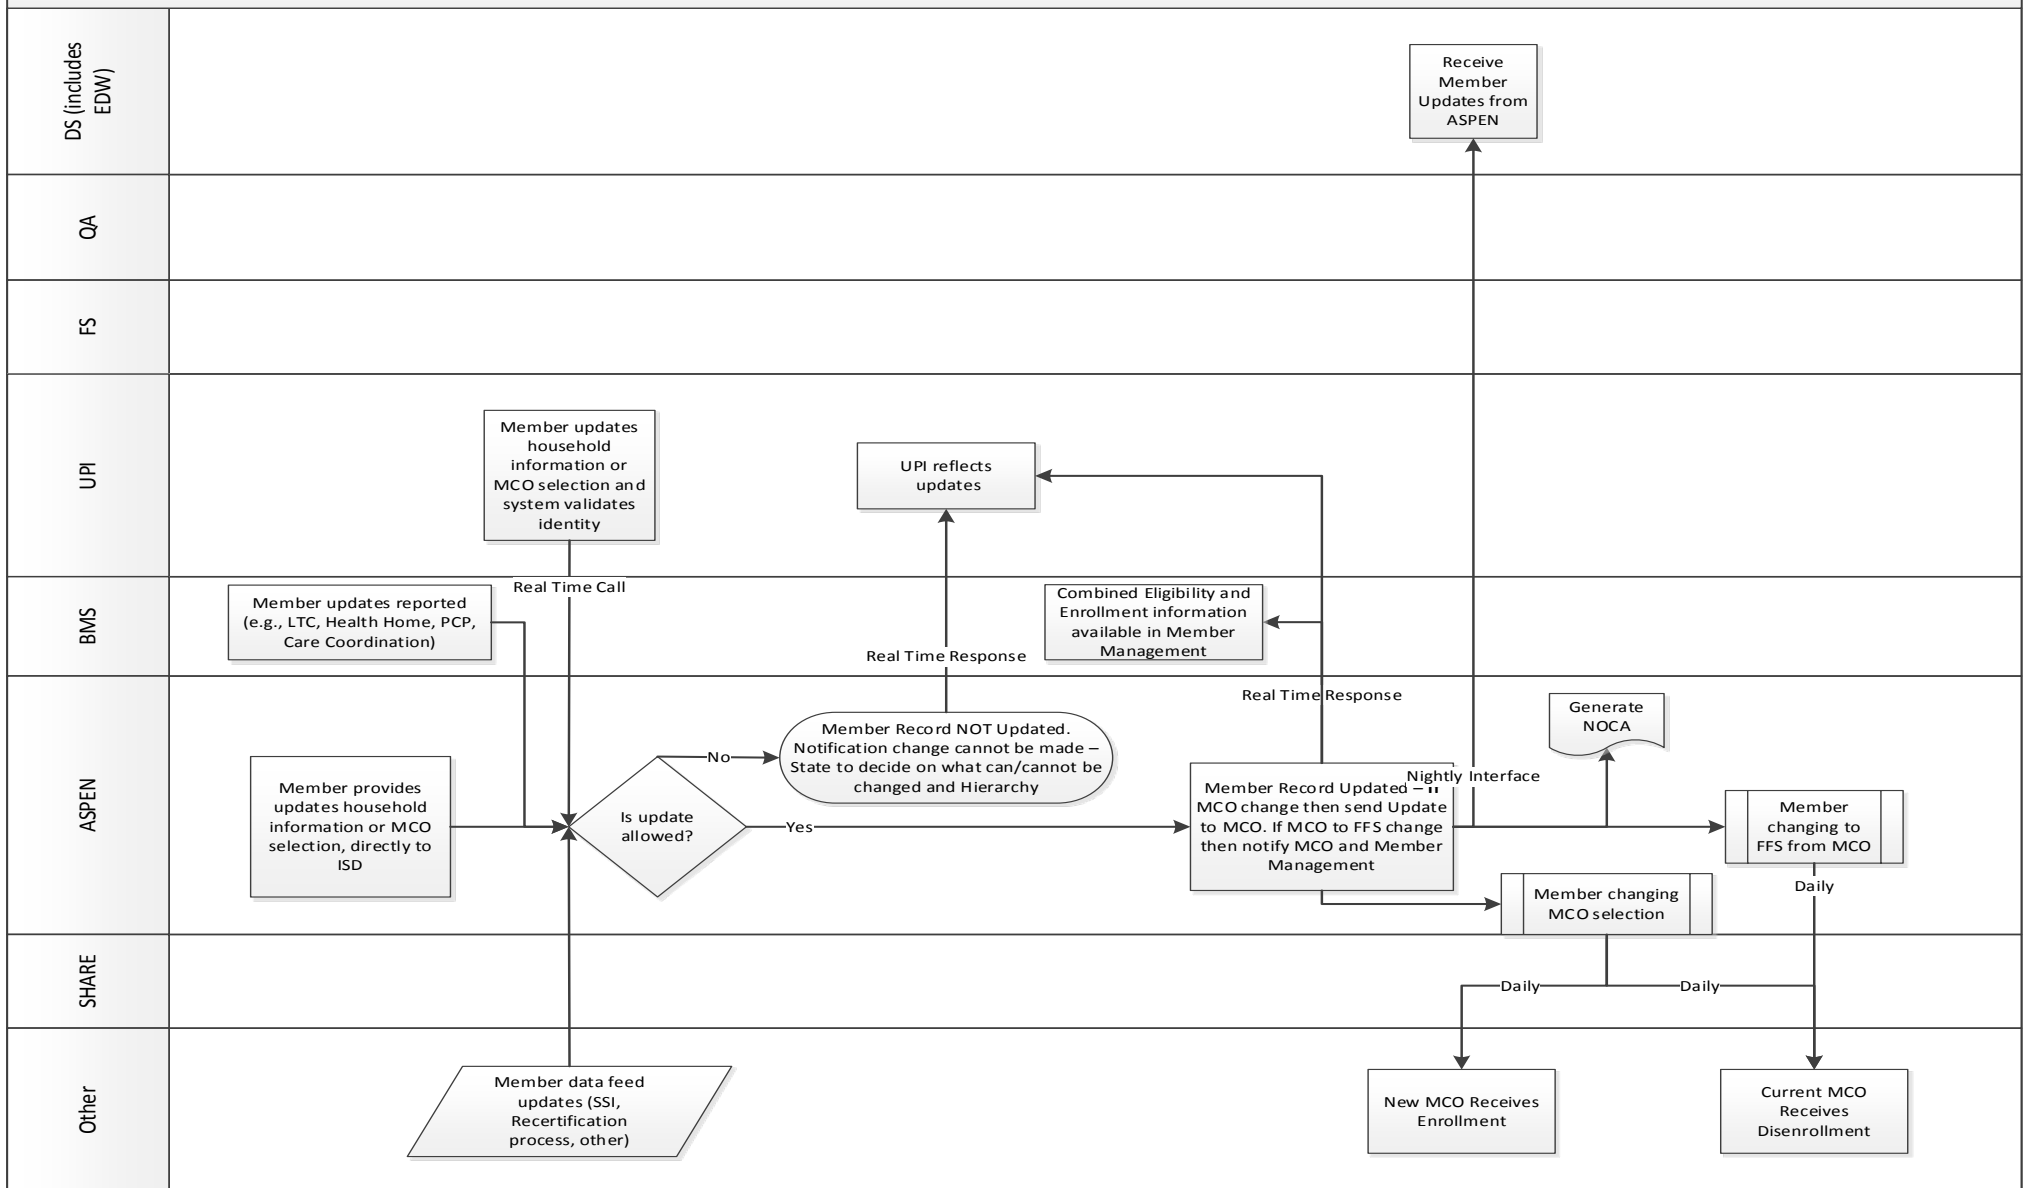 DS (includes
EDW)
Receive
Member
Updates from
ASPEN
QA
FS
UPI
Member updates
household
information or
MCO selection and
system validates
identity
UPI reflects
updates
BMS
Real Time Call
Member updates reported
(e.g., LTC, Health Home, PCP,
Care Coordination)
Real Time Response
Combined Eligibility and
Enrollment information
available in Member
Management
ASPEN
Real Time Response
Generate
NOCA
Member provides
updates household
information or MCO
selection, directly to
ISD
Is update
allowed?
No
Member Record NOT Updated.
Notification change cannot be made –
State to decide on what can/cannot be
changed and Hierarchy
Yes
Nightly Interface
Member Record Updated –
MCO change then send Update
to MCO. If MCO to FFS change
then notify MCO and Member
Management
Member
changing to
FFS from MCO
Daily
Member changing
MCO selection
SHARE
Daily
Daily
Other
Member data feed
updates (SSI,
Recertification
process, other)
New MCO Receives
Enrollment
Current MCO
Receives
Disenrollment